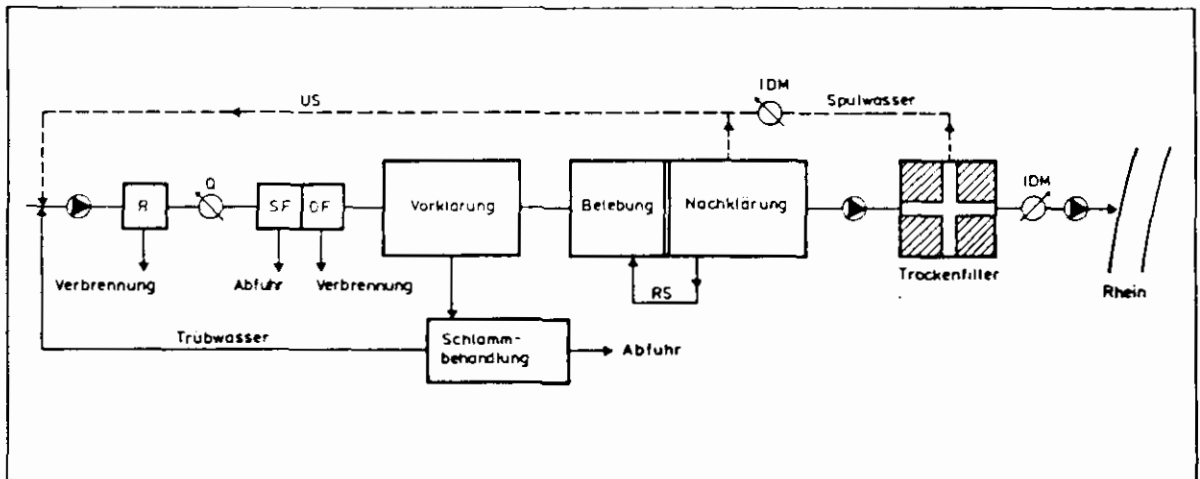 IDM
US
Spulwasser
Q
R
SF
OF
Vorklärung
Belebung
Nachklärung
IDM
Verbrennung
Abfuhr
Verbrennung
RS
Trockenfilter
Rhein
Trübwasser
Schlamm-
behandlung
Abfuhr